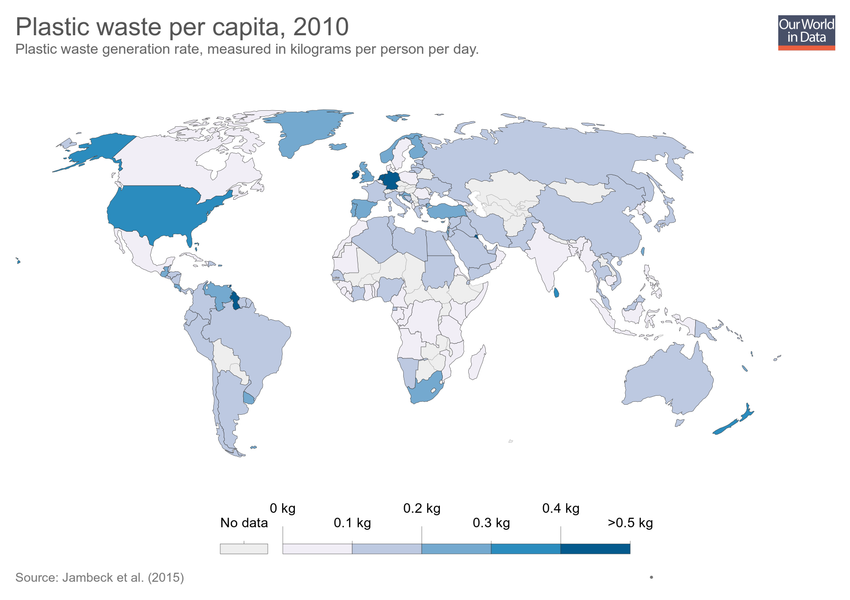 Plastic waste per capita, 2010
Plastic waste generation rate, measured in kilograms per person per day.
Our World
in Data
0 kg
0.2 kg
0.4 kg
No data
0.1 kg
0.3 kg
>0.5 kg
Source: Jambeck et al. (2015)